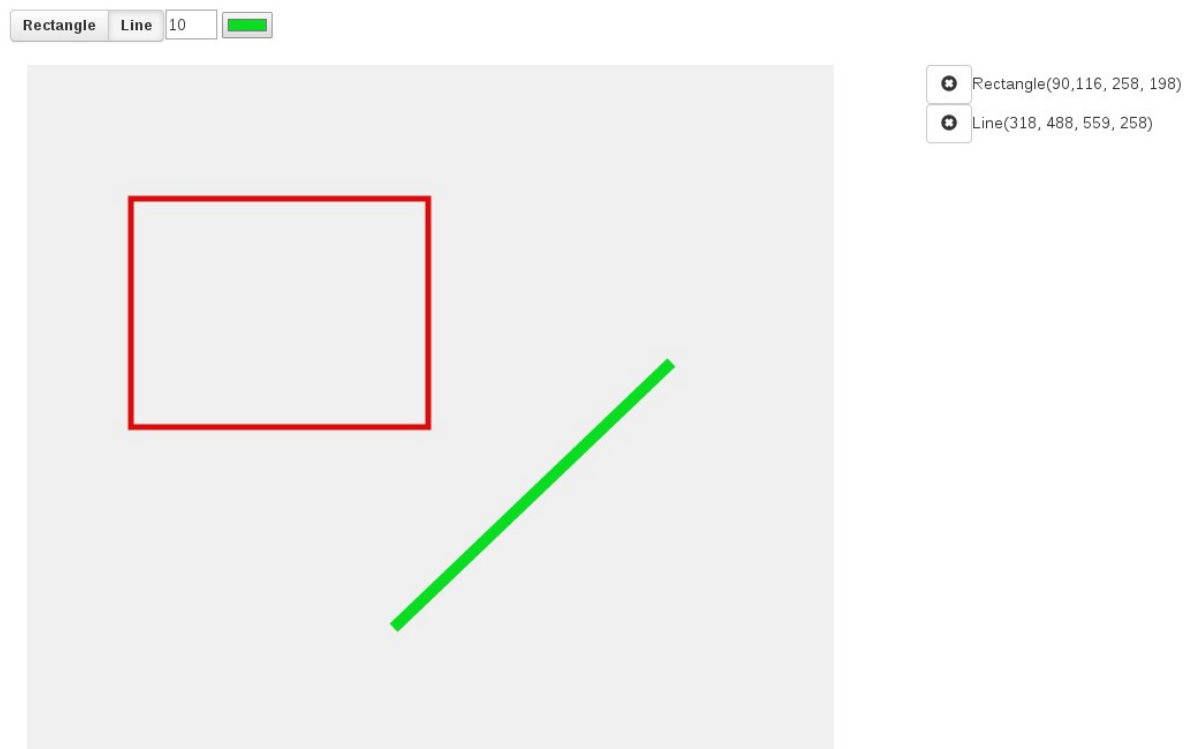 Rectangle Line 10
Rectangle(90,116, 258, 198)
Line(318, 488, 559, 258)